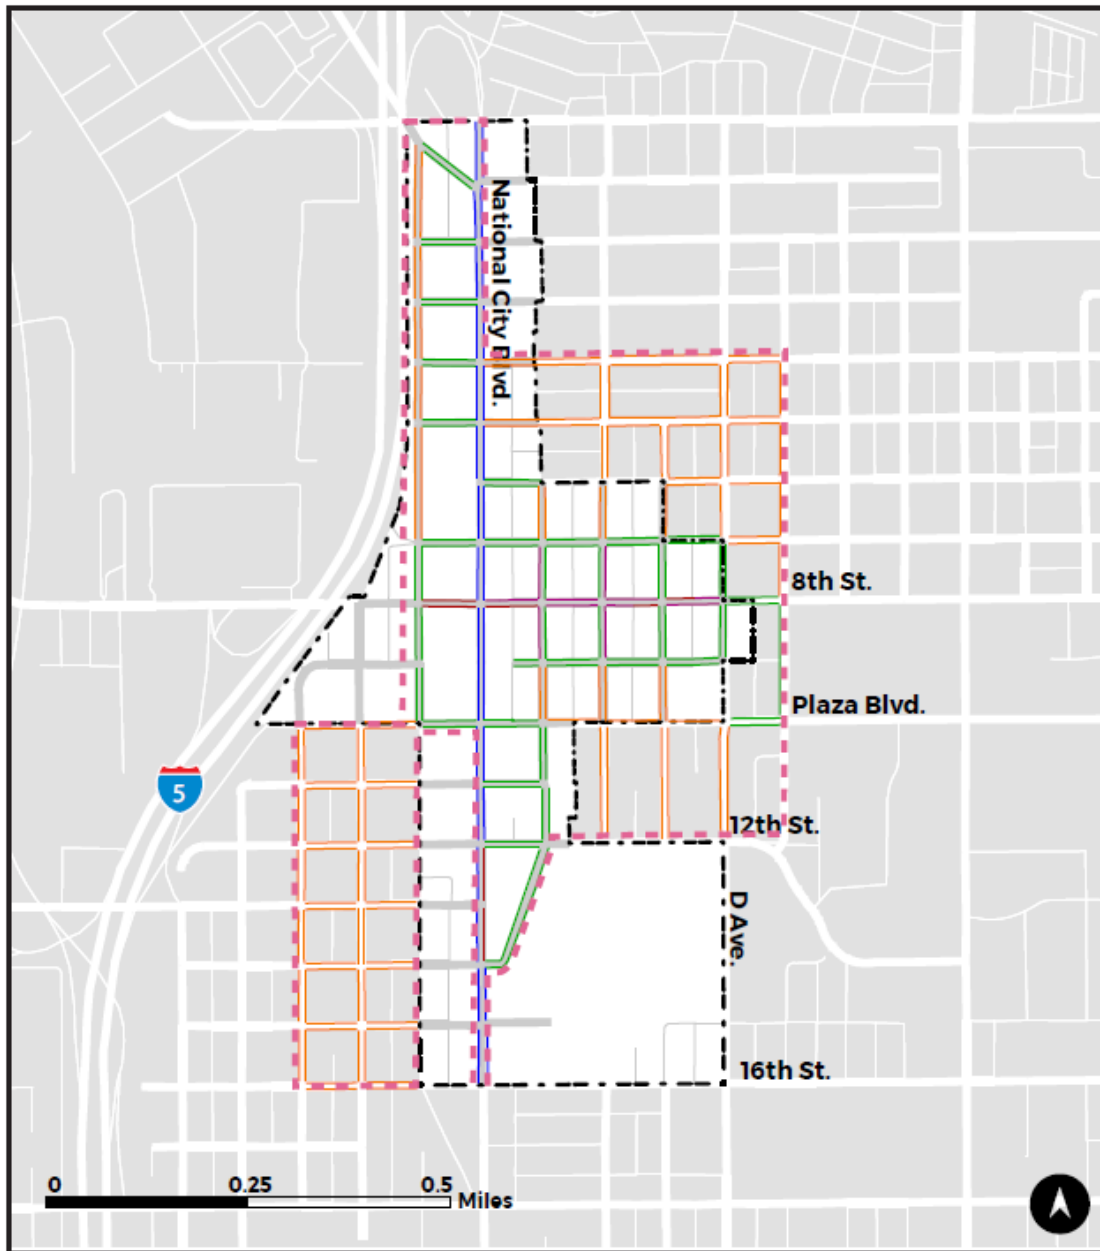 National City Blvd.
8th St.
Plaza Blvd.
5
12th St.
D Ave.
16th St.
0 0.25 0.5
Miles